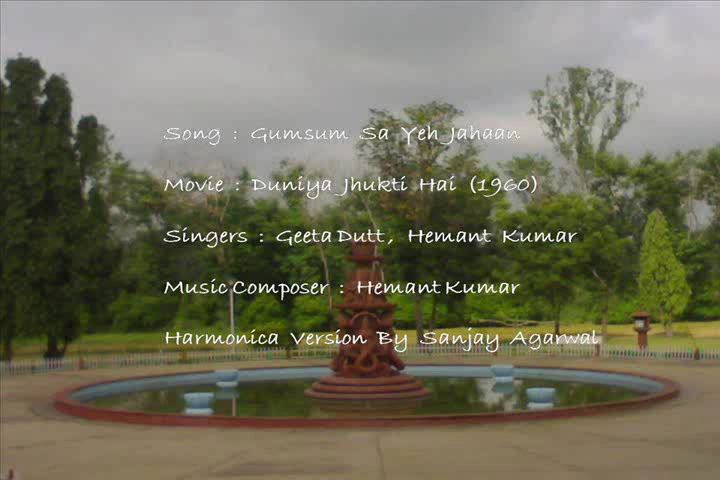 Song : Gumsum Sa Yeh Jahaan
Movie : Duniya Jhukti Hai (1960)
Singers : Geeta Dutt, Hemant Kumar
Music Composer : Hemant Kumar
Harmonica Version By Sanjay Agarwal